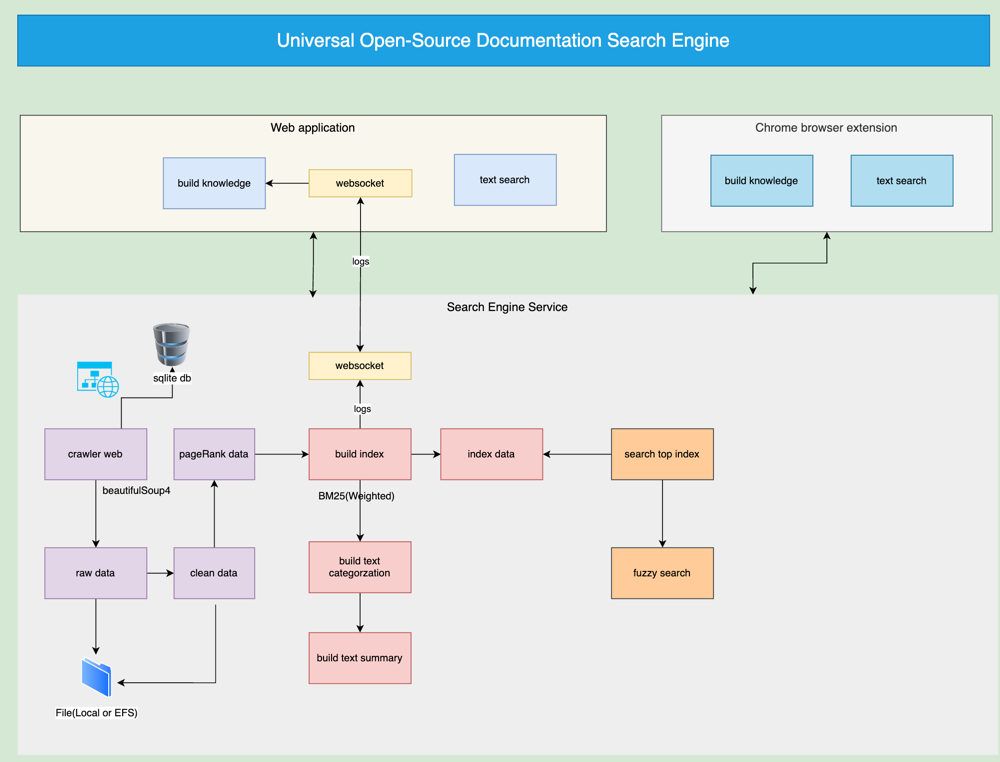 Universal Open-Source Documentation Search Engine
Web application
build knowledge
websocket
text search
Chrome browser extension
build knowledge
text search
logs
Search Engine Service
sqlite db
websocket
logs
crawler web
pageRank data
build index
index data
search top index
beautifulSoup4
BM25(Weighted)
raw data
clean data
build text
categorzation
fuzzy search
build text summary
File(Local or EFS)